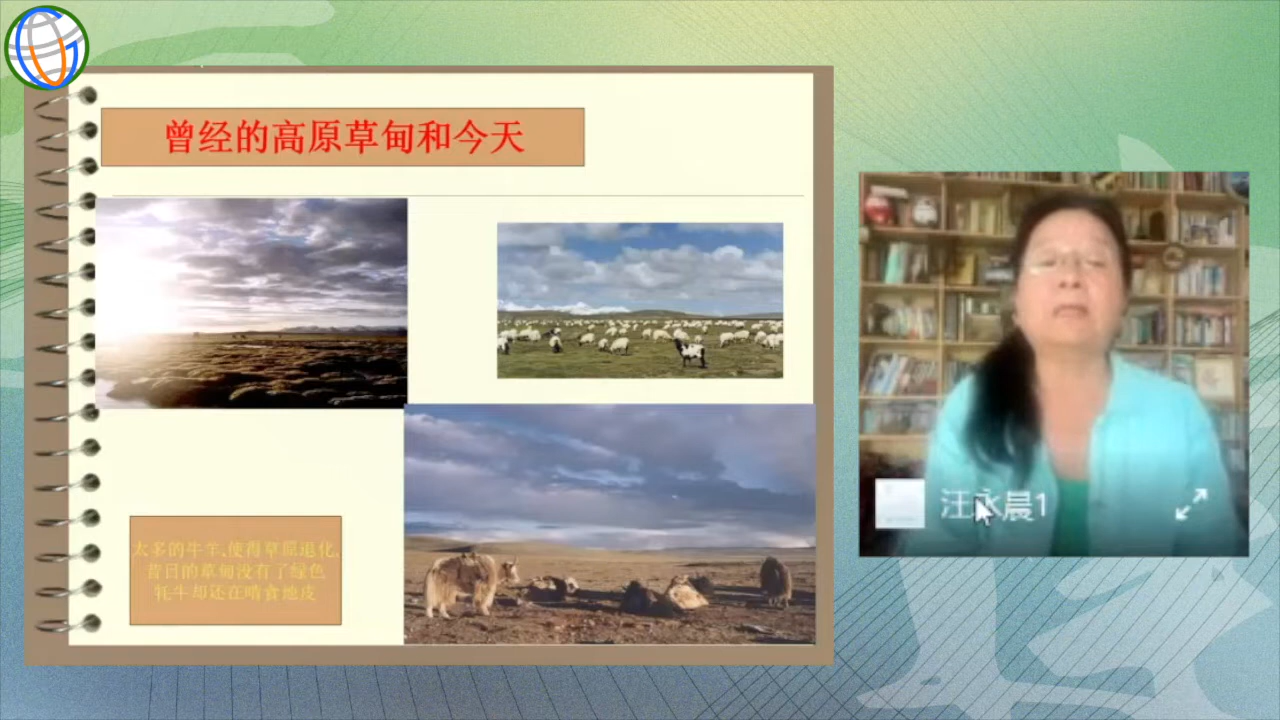 曾经的高原草甸和今天
太多的牛羊,使得草原退化,
昔日的草甸没有了绿色
牦牛却还在啃食地皮
汪永晨1